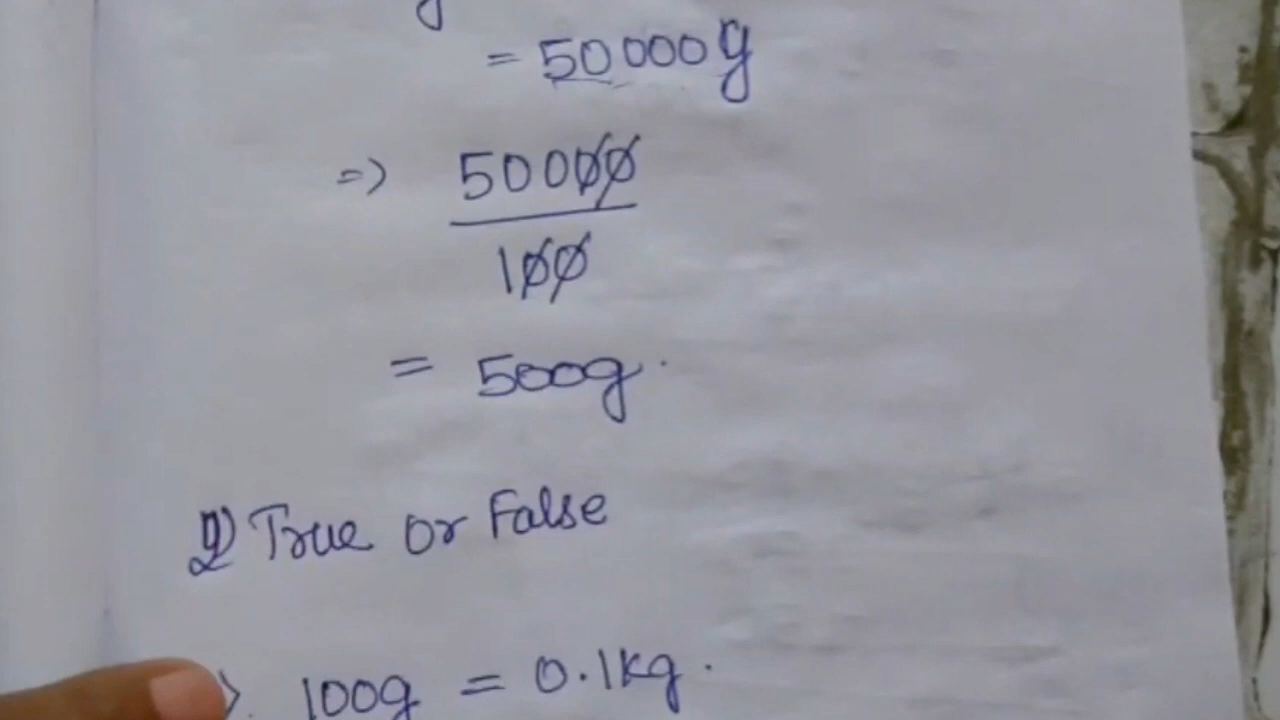 = 50000g
=> 50000
100
= 500g.
2) True or False
100g = 0.1kg.